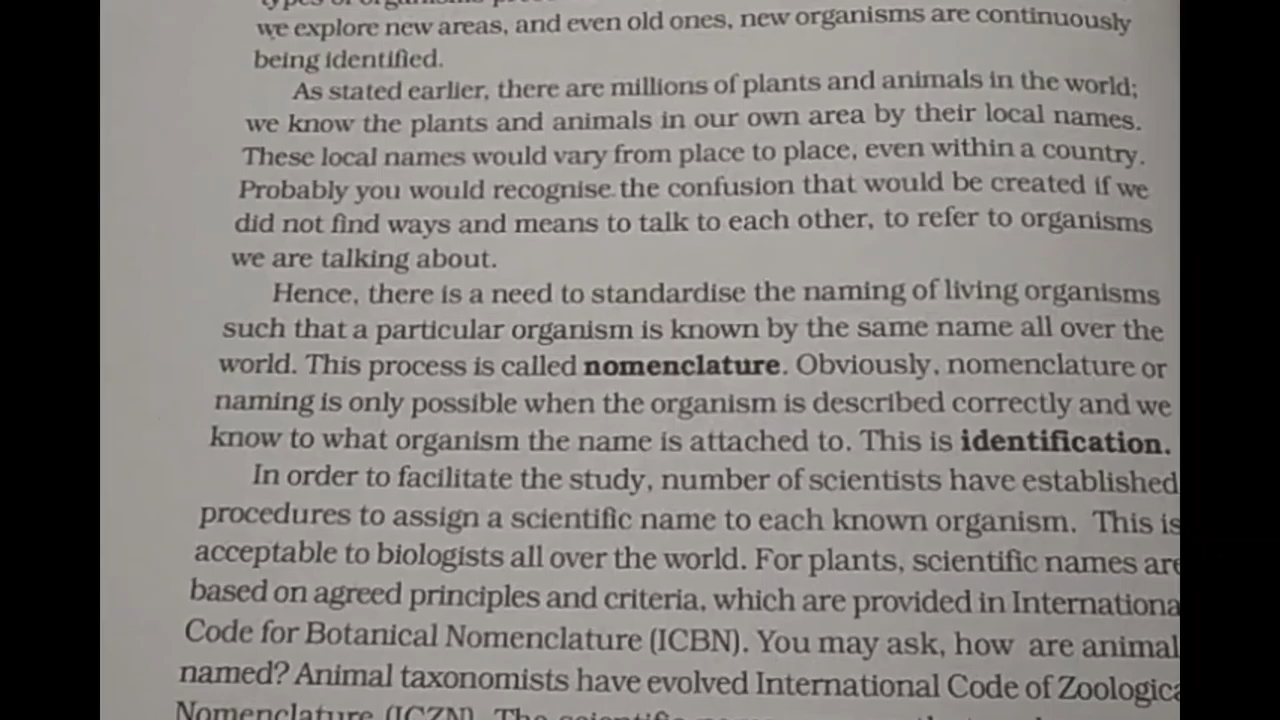 types of organisms
we explore new areas, and even old ones, new organisms are continuously
being identified.
As stated earlier, there are millions of plants and animals in the world;
we know the plants and animals in our own area by their local names.
These local names would vary from place to place, even within a country.
Probably you would recognise the confusion that would be created if we
did not find ways and means to talk to each other, to refer to organisms
we are talking about.
Hence, there is a need to standardise the naming of living organisms
such that a particular organism is known by the same name all over the
world. This process is called nomenclature. Obviously, nomenclature or
naming is only possible when the organism is described correctly and we
know to what organism the name is attached to. This is identification.
In order to facilitate the study, number of scientists have established
procedures to assign a scientific name to each known organism. This is
acceptable to biologists all over the world. For plants, scientific names are
based on agreed principles and criteria, which are provided in Internationa
Code for Botanical Nomenclature (ICBN). You may ask, how are animal
named? Animal taxonomists have evolved International Code of Zoologica
Nomenclature (ICZN). The scientific